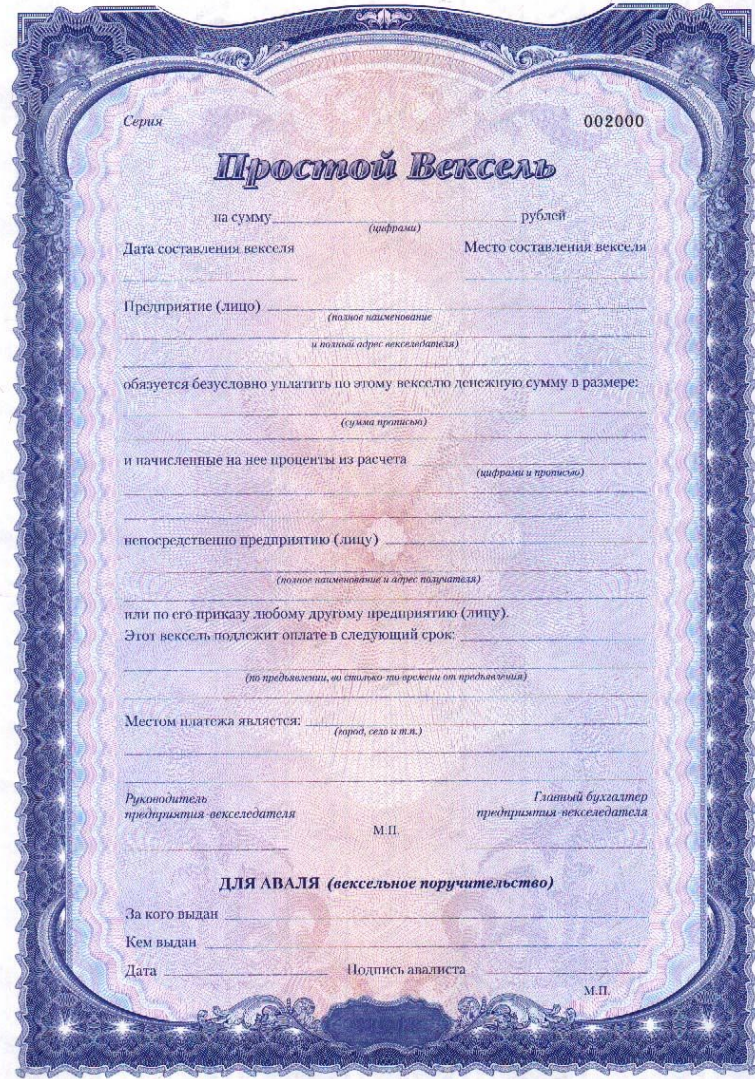 Серия 002000
Простой Вексель
на сумму рублей
(цифрами)
Дата составления векселя Место составления векселя
Предприятие (лицо)
(полное наименование
и полный адрес векселедателя)
обязуется безусловно уплатить по этому векселю денежную сумму в размере:
(сумма прописью)
и начисленные на нее проценты из расчета
(цифрами и прописью)
непосредственно предприятию (лицу)
(полное наименование и адрес получателя)
или по его приказу любому другому предприятию (лицу).
Этот вексель подлежит оплате в следующий срок:
(по предъявлении, во столько-то времени от предъявления)
Местом платежа является:
(город, село и т.п.)
Руководитель Главный бухгалтер
предприятия-векселедателя предприятия-векселедателя
М.П.
ДЛЯ АВАЛЯ (вексельное поручительство)
За кого выдан
Кем выдан
Дата Подпись авалиста
М.П.